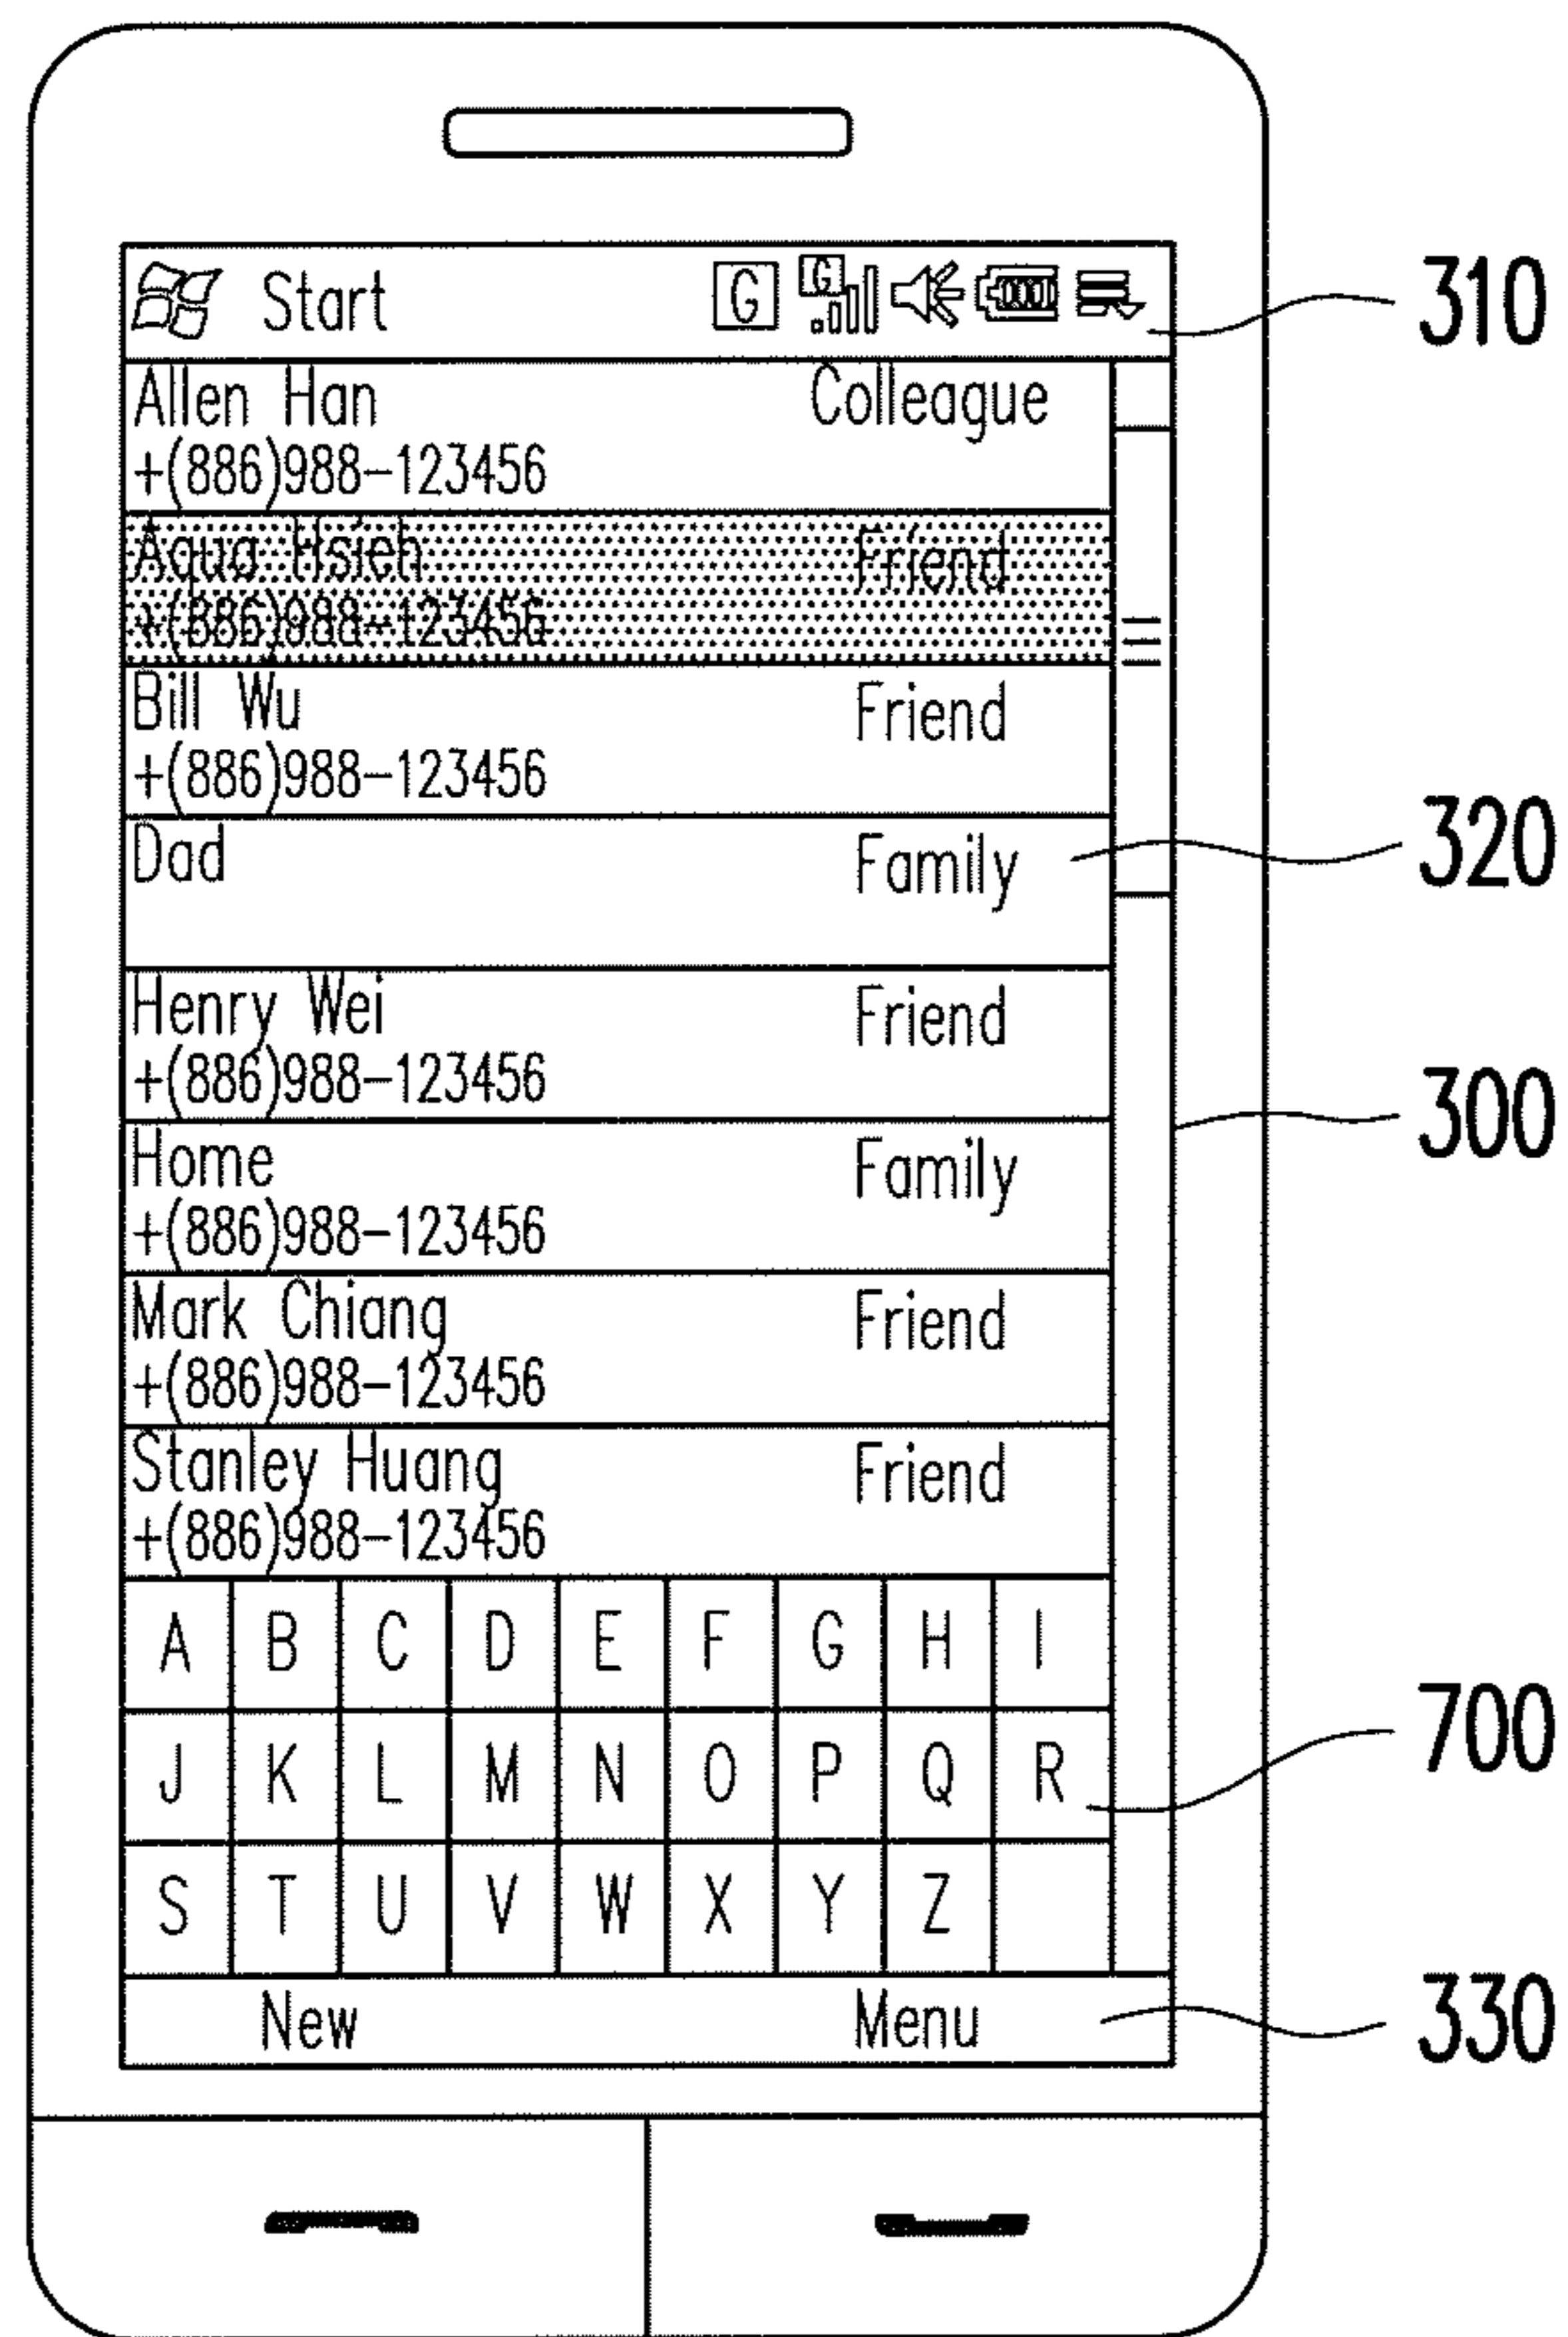 Start G G
310
Allen Han Colleague
+(886)988-123456
Aqua Hsieh Friend
+(886)988-123456
Bill Wu Friend
+(886)988-123456
Dad Family
320
Henry Wei Friend
+(886)988-123456
300
Home Family
+(886)988-123456
Mark Chiang Friend
+(886)988-123456
Stanley Huang Friend
+(886)988-123456
A B C D E F G H I
J K L M N O P Q R
700
S T U V W X Y Z
New Menu
330